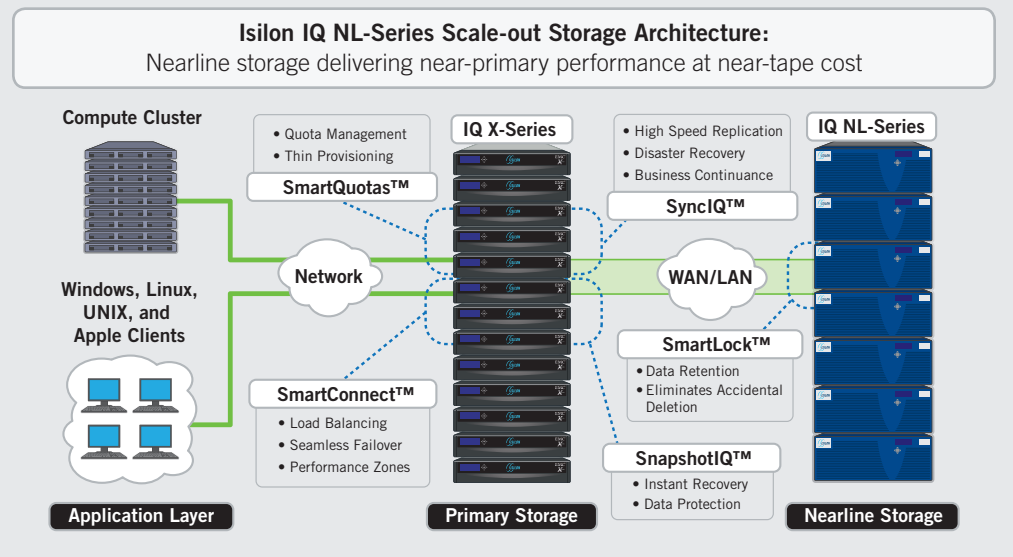 Isilon IQ NL-Series Scale-out Storage Architecture:
Nearline storage delivering near-primary performance at near-tape cost
Compute Cluster
• Quota Management
• Thin Provisioning
SmartQuotas™
IQ X-Series
• High Speed Replication
• Disaster Recovery
• Business Continuance
SyncIQ™
IQ NL-Series
Network
WAN/LAN
Windows, Linux,
UNIX, and
Apple Clients
SmartConnect™
• Load Balancing
• Seamless Failover
• Performance Zones
SmartLock™
• Data Retention
• Eliminates Accidental
Deletion
SnapshotIQ™
• Instant Recovery
• Data Protection
Application Layer
Primary Storage
Nearline Storage